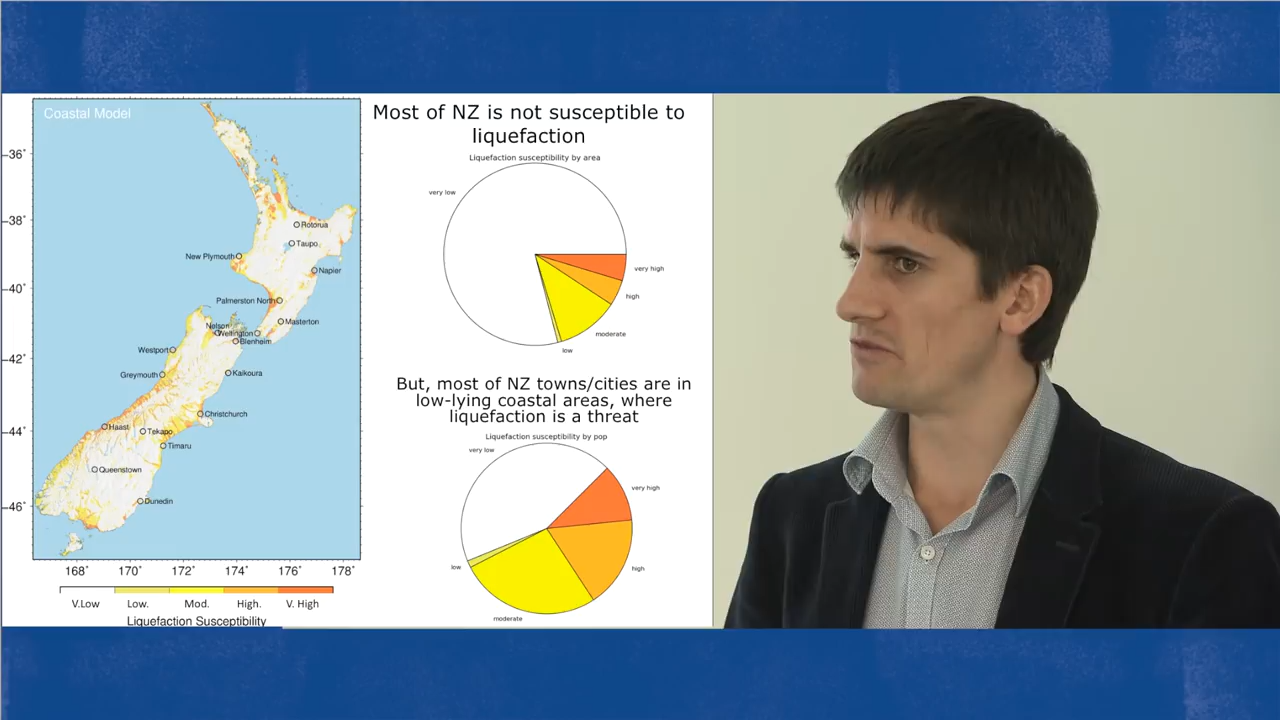 Coastal Model
36°
38°
40°
42°
44°
46°
Rotorua
Taupo
New Plymouth
Napier
Palmerston North
Masterton
Nelson
Wellington
Blenheim
Westport
Greymouth
Kaikoura
Christchurch
Haast
Tekapo
Timaru
Queenstown
Dunedin
168° 170° 172° 174° 176° 178°
V.Low Low. Mod. High. V. High
Liquefaction Susceptibility
Most of NZ is not susceptible to
liquefaction
Liquefaction susceptibility by area
very low
very high
high
moderate
low
But, most of NZ towns/cities are in
low-lying coastal areas, where
liquefaction is a threat
Liquefaction susceptibility by pop
very low
very high
low
high
moderate